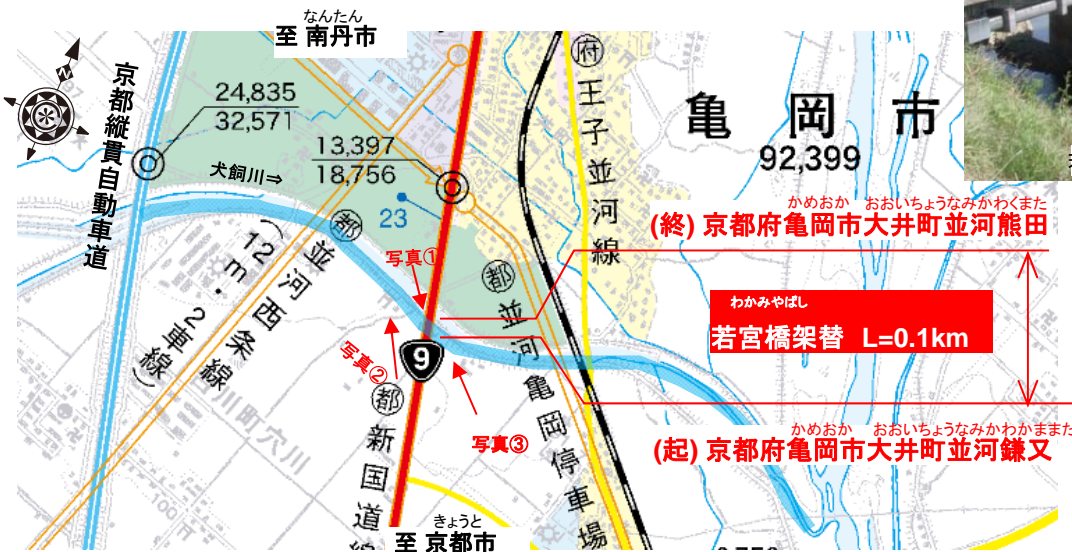 なんたん
至 南丹市
京都縦貫自動車道
24,835
32,571
犬飼川⇒
13,397
18,756
23
府 王子並河線
亀岡市
92,399
かめおか おおいちょうなみかわくまた
(終) 京都府亀岡市大井町並河熊田
わかみやばし
若宮橋架替 L=0.1km
かめおか おおいちょうなみかわかままた
(起) 京都府亀岡市大井町並河鎌又
写真①
写真②
写真③
9
都 並河西条線
(12m・2車線)
都 並河亀岡停車場
都 新国道線
川町穴川
100
きょうと
至 京都市